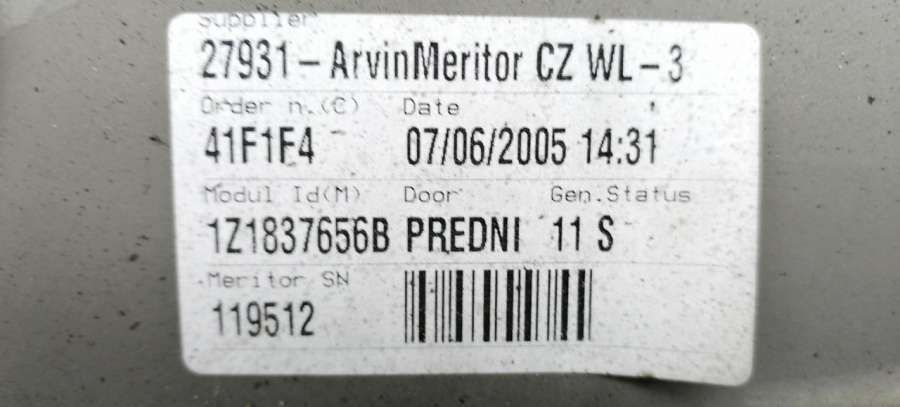 Supplier
27931-ArvinMeritor CZ WL-3
Order n.(C) Date
41F1F4 07/06/2005 14:31
Modul Id(M) Door Gen.Status
1Z1837656B PREDNI 11 S
Meritor SN
119512